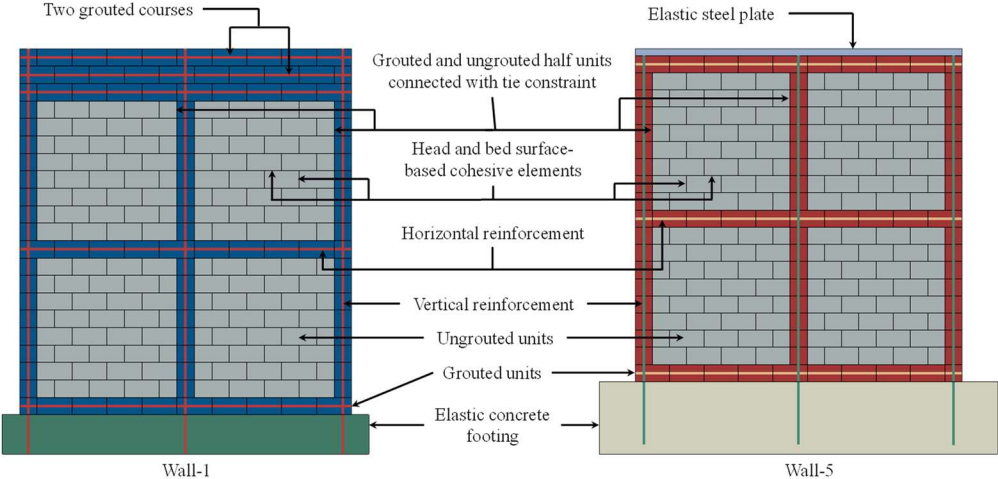 Two grouted courses
Elastic steel plate
Grouted and ungrouted half units
connected with tie constraint
Head and bed surface-
based cohesive elements
Horizontal reinforcement
Vertical reinforcement
Ungrouted units
Grouted units
Elastic concrete
footing
Wall-1
Wall-5